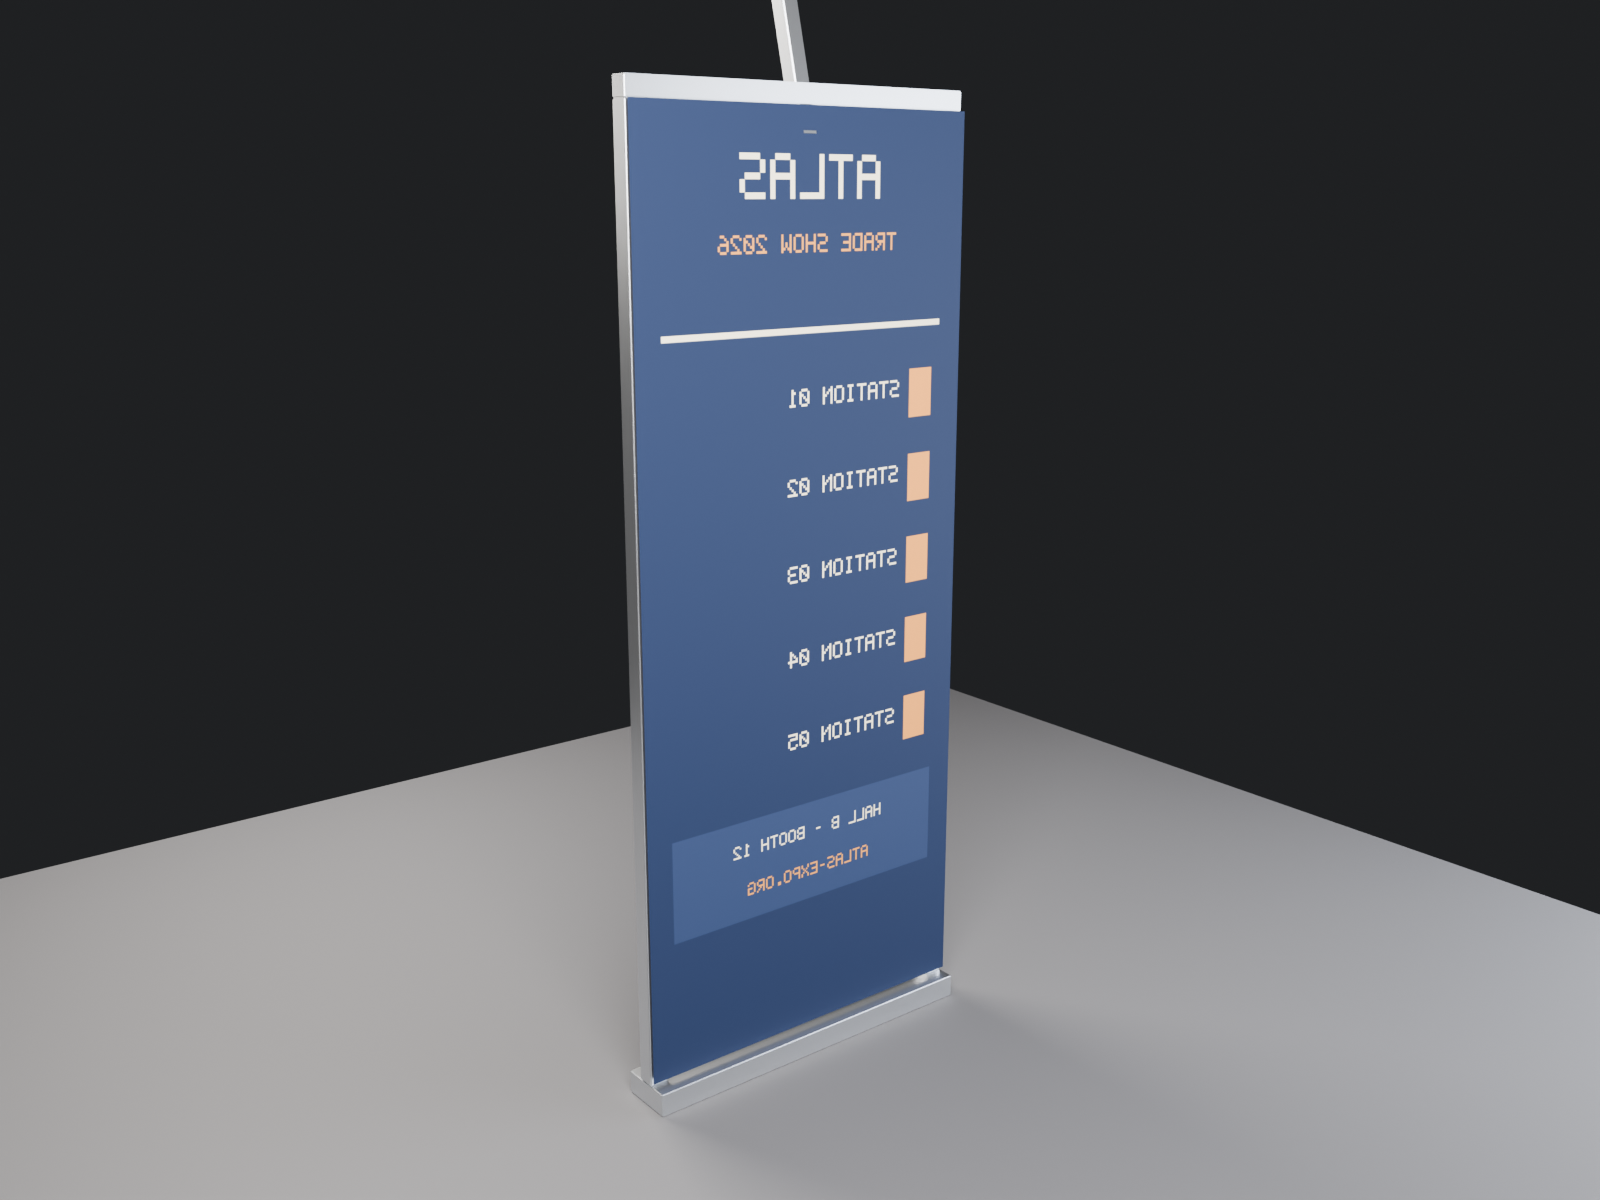 ATLAS
TRADE SHOW 2026
STATION 01
STATION 02
STATION 03
STATION 04
STATION 05
HALL B - BOOTH 12
ATLAS-EXPO.ORG